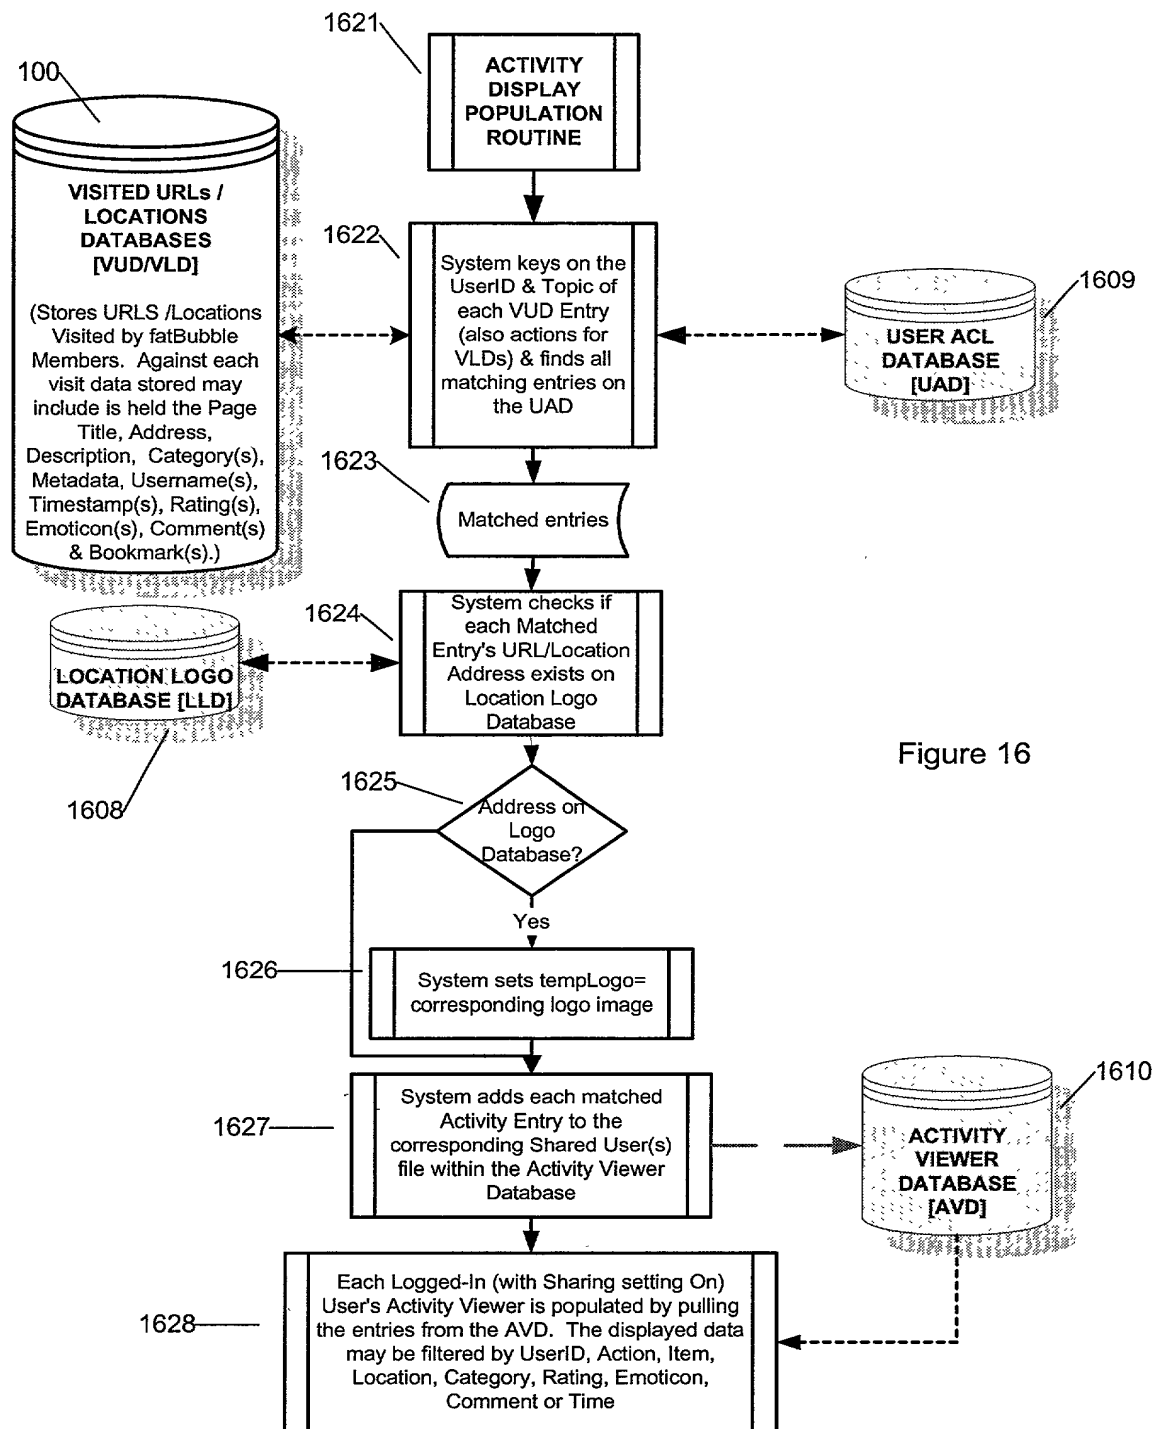 1621
ACTIVITY
DISPLAY
POPULATION
ROUTINE
100
VISITED URLs /
LOCATIONS
DATABASES
[VUD/VLD]
(Stores URLS /Locations
Visited by fatBubble
Members. Against each
visit data stored may
include is held the Page
Title, Address,
Description, Category(s),
Metadata, Username(s),
Timestamp(s), Rating(s),
Emoticon(s), Comment(s)
& Bookmark(s).)
1622
System keys on the
UserID & Topic of
each VUD Entry
(also actions for
VLDs) & finds all
matching entries on
the UAD
1609
USER ACL
DATABASE
[UAD]
1623
Matched entries
1624
System checks if
each Matched
Entry's URL/Location
Address exists on
Location Logo
Database
LOCATION LOGO
DATABASE [LLD]
1608
Figure 16
1625
Address on
Logo
Database?
Yes
1626
System sets tempLogo=
corresponding logo image
1627
System adds each matched
Activity Entry to the
corresponding Shared User(s)
file within the Activity Viewer
Database
1610
ACTIVITY
VIEWER
DATABASE
[AVD]
1628
Each Logged-In (with Sharing setting On)
User's Activity Viewer is populated by pulling
the entries from the AVD. The displayed data
may be filtered by UserID, Action, Item,
Location, Category, Rating, Emoticon,
Comment or Time